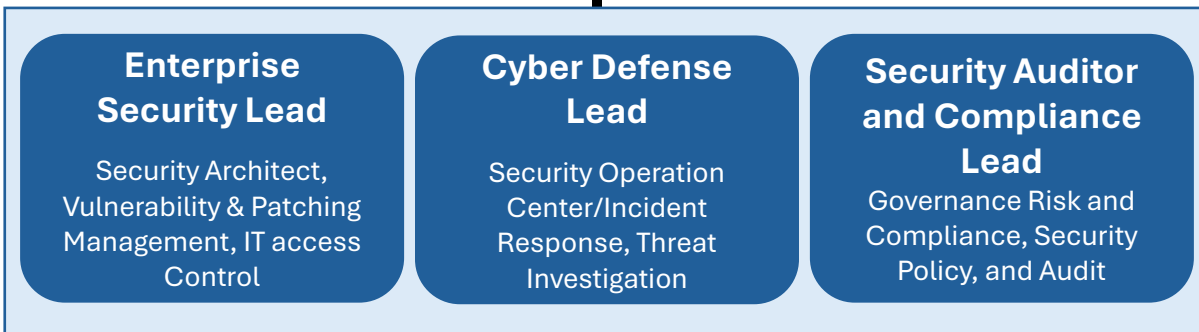 Enterprise
Security Lead
Security Architect,
Vulnerability & Patching
Management, IT access
Control
Cyber Defense
Lead
Security Operation
Center/Incident
Response, Threat
Investigation
Security Auditor
and Compliance
Lead
Governance Risk and
Compliance, Security
Policy, and Audit